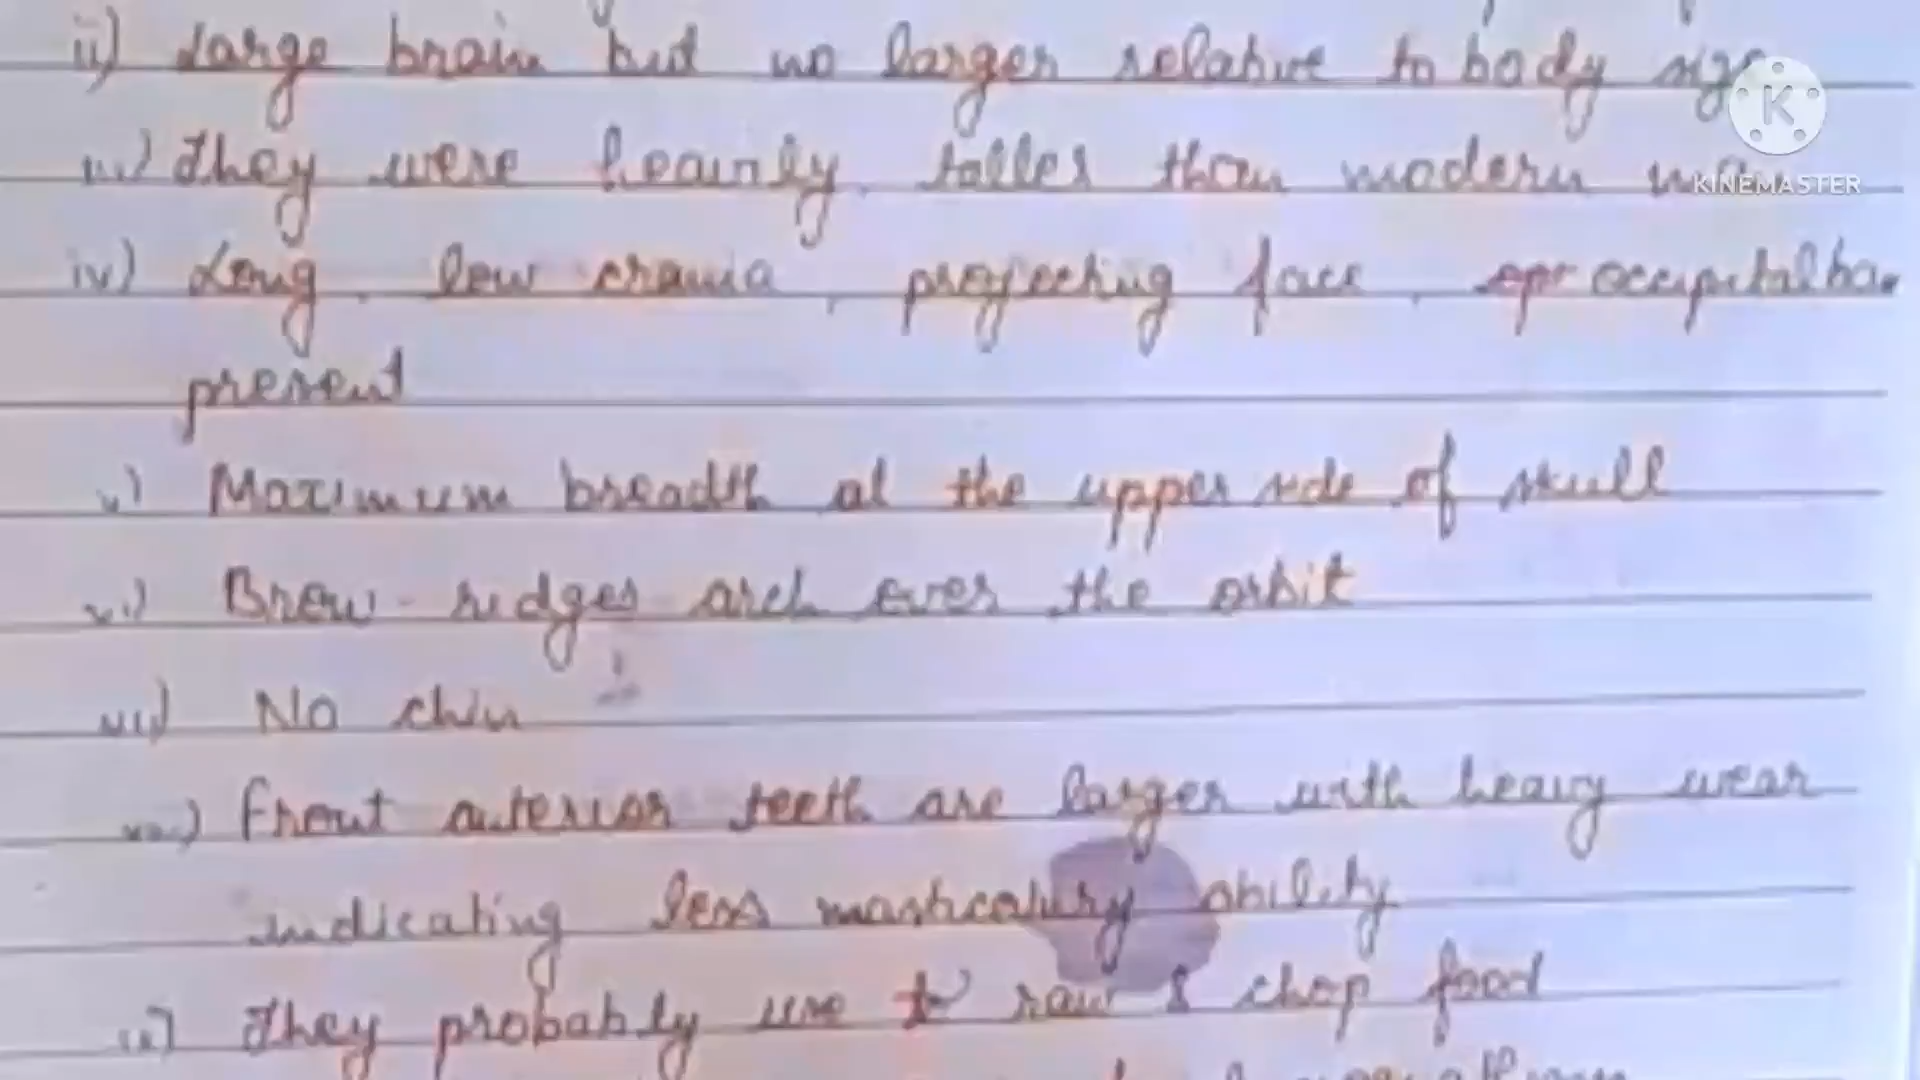 ii) Large brain but no larger relative to body size
iii) They were heavily, taller than modern
iv) Long, low crania, projecting face, occipital
present
v) Maximum breadth at the upper side of skull
vi) Brow-ridges arch over the orbit
vii) No chin
viii) Front anterior teeth are larger with heavy wear
indicating less masticatory ability
ix) They probably use to raw & chop food
KINEMASTER